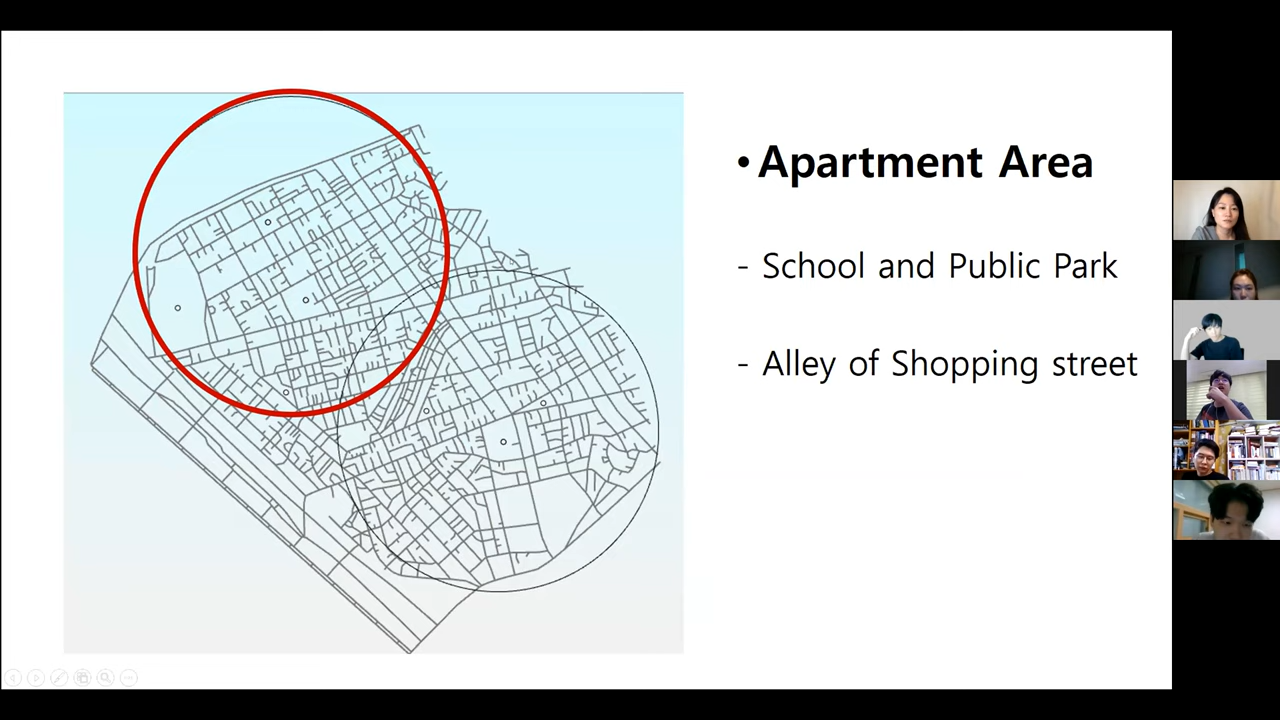 • Apartment Area
- School and Public Park
- Alley of Shopping street